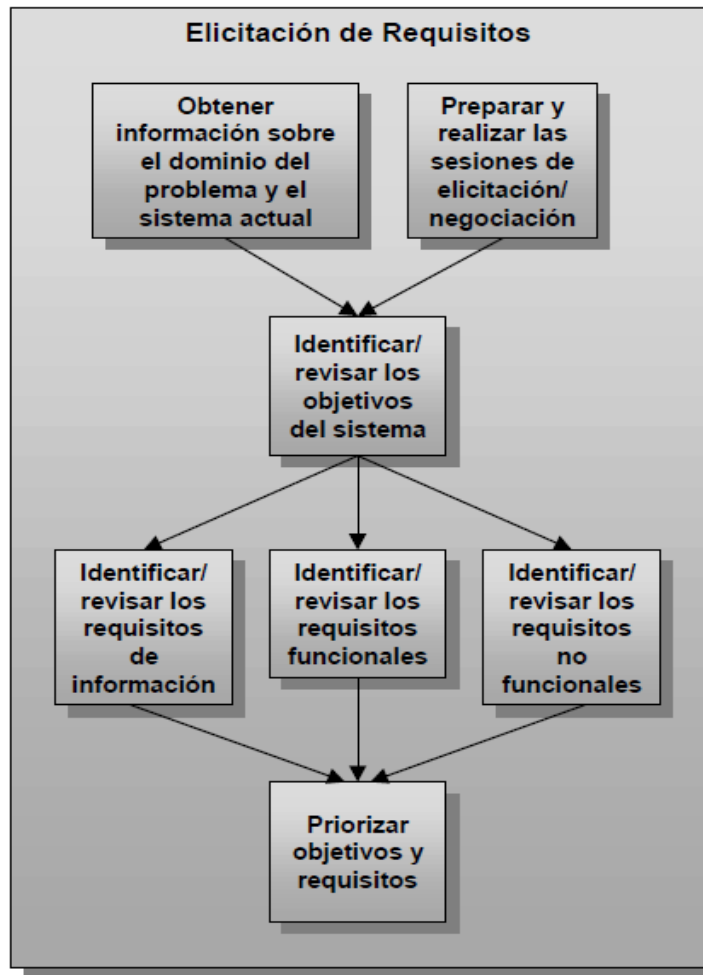 Elicitación de Requisitos
Obtener
información sobre
el dominio del
problema y el
sistema actual
Preparar y
realizar las
sesiones de
elicitación/
negociación
Identificar/
revisar los
objetivos
del sistema
Identificar/
revisar los
requisitos
de
información
Identificar/
revisar los
requisitos
funcionales
Identificar/
revisar los
requisitos
no
funcionales
Priorizar
objetivos y
requisitos